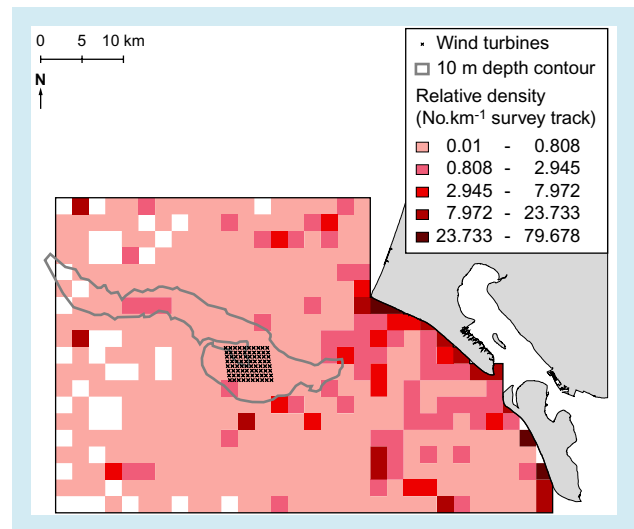 0 5 10 km
N
Wind turbines
10 m depth contour
Relative density
(No.km-1 survey track)
0.01 - 0.808
0.808 - 2.945
2.945 - 7.972
7.972 - 23.733
23.733 - 79.678